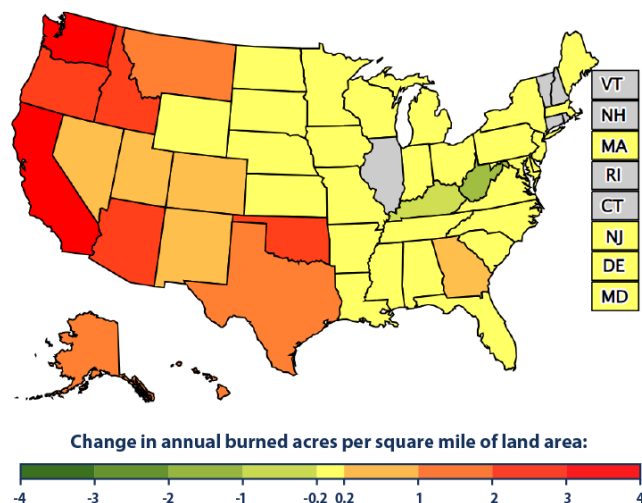 VT
NH
MA
RI
CT
NJ
DE
MD
Change in annual burned acres per square mile of land area:
-4 -3 -2 -1 -0.2 0.2 1 2 3 4